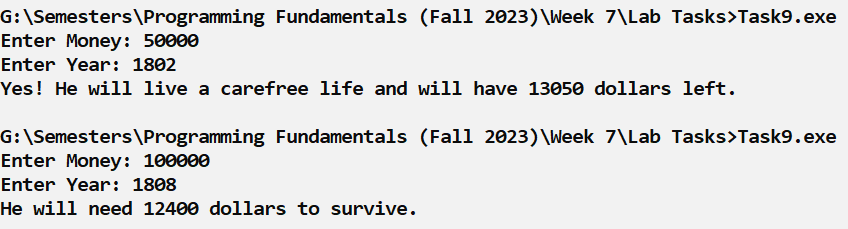 G:\Semesters\Programming Fundamentals (Fall 2023)\Week 7\Lab Tasks>Task9.exe
Enter Money: 50000
Enter Year: 1802
Yes! He will live a carefree life and will have 13050 dollars left.
G:\Semesters\Programming Fundamentals (Fall 2023)\Week 7\Lab Tasks>Task9.exe
Enter Money: 100000
Enter Year: 1808
He will need 12400 dollars to survive.